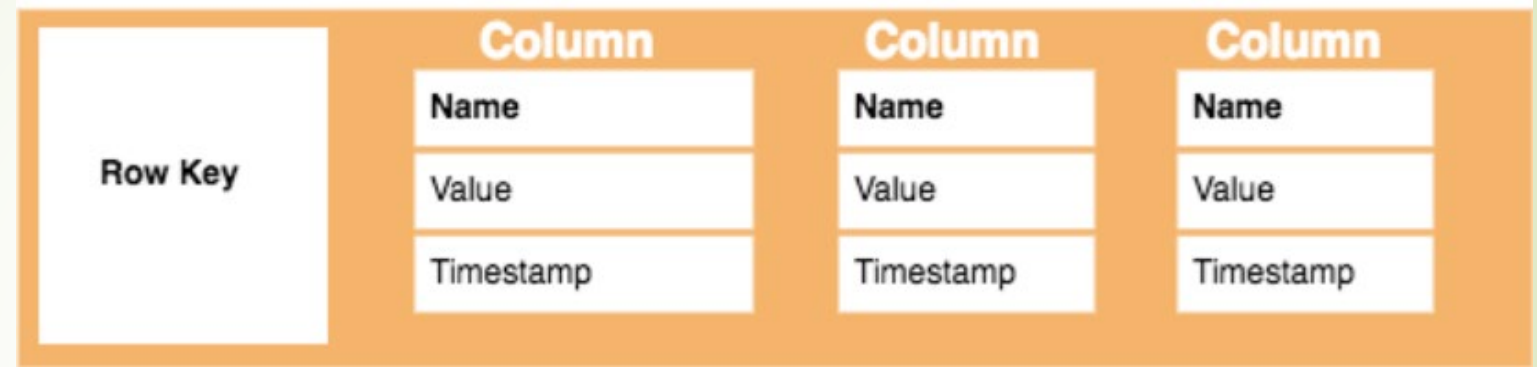 Column Column Column
Name Name Name
Row Key
Value Value Value
Timestamp Timestamp Timestamp